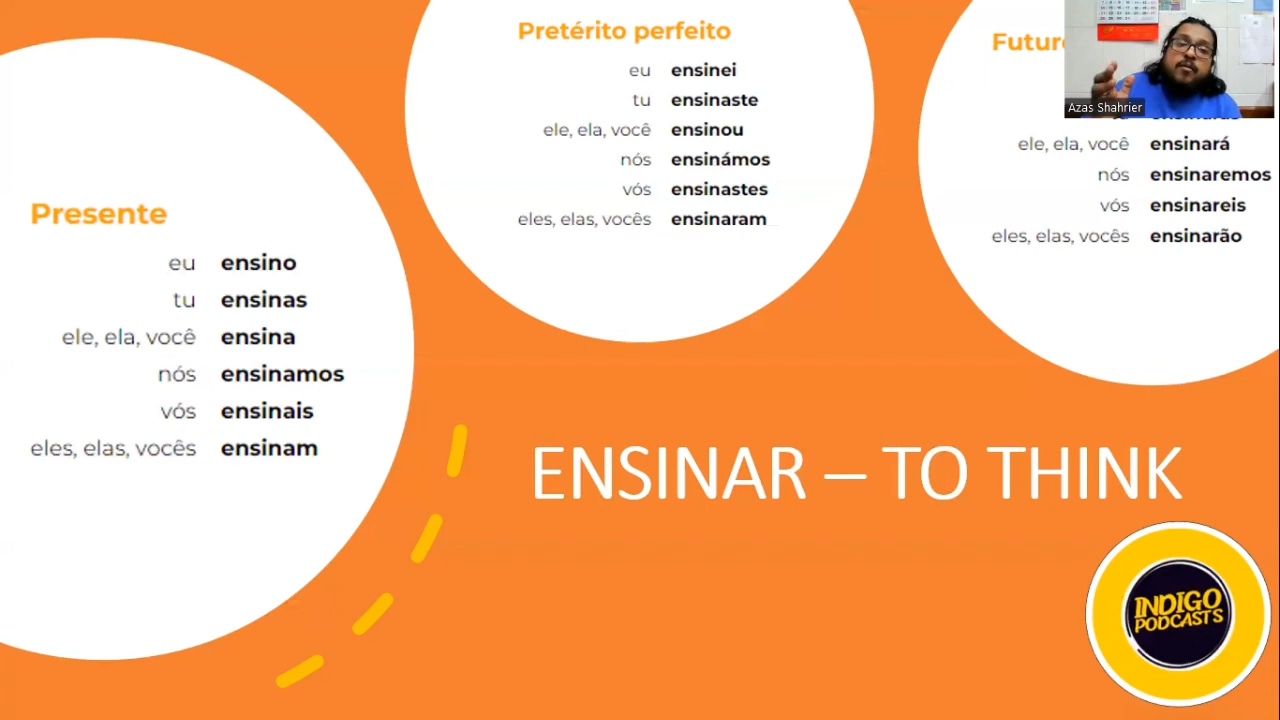 Presente
eu ensino
tu ensinas
ele, ela, você ensina
nós ensinamos
vós ensinais
eles, elas, vocês ensinam
Pretérito perfeito
eu ensinei
tu ensinaste
ele, ela, você ensinou
nós ensinámos
vós ensinastes
eles, elas, vocês ensinaram
Azas Shahrier
ele, ela, você ensinará
nós ensinaremos
vós ensinareis
eles, elas, vocês ensinarão
ENSINAR – TO THINK
INDIGO
PODCASTS